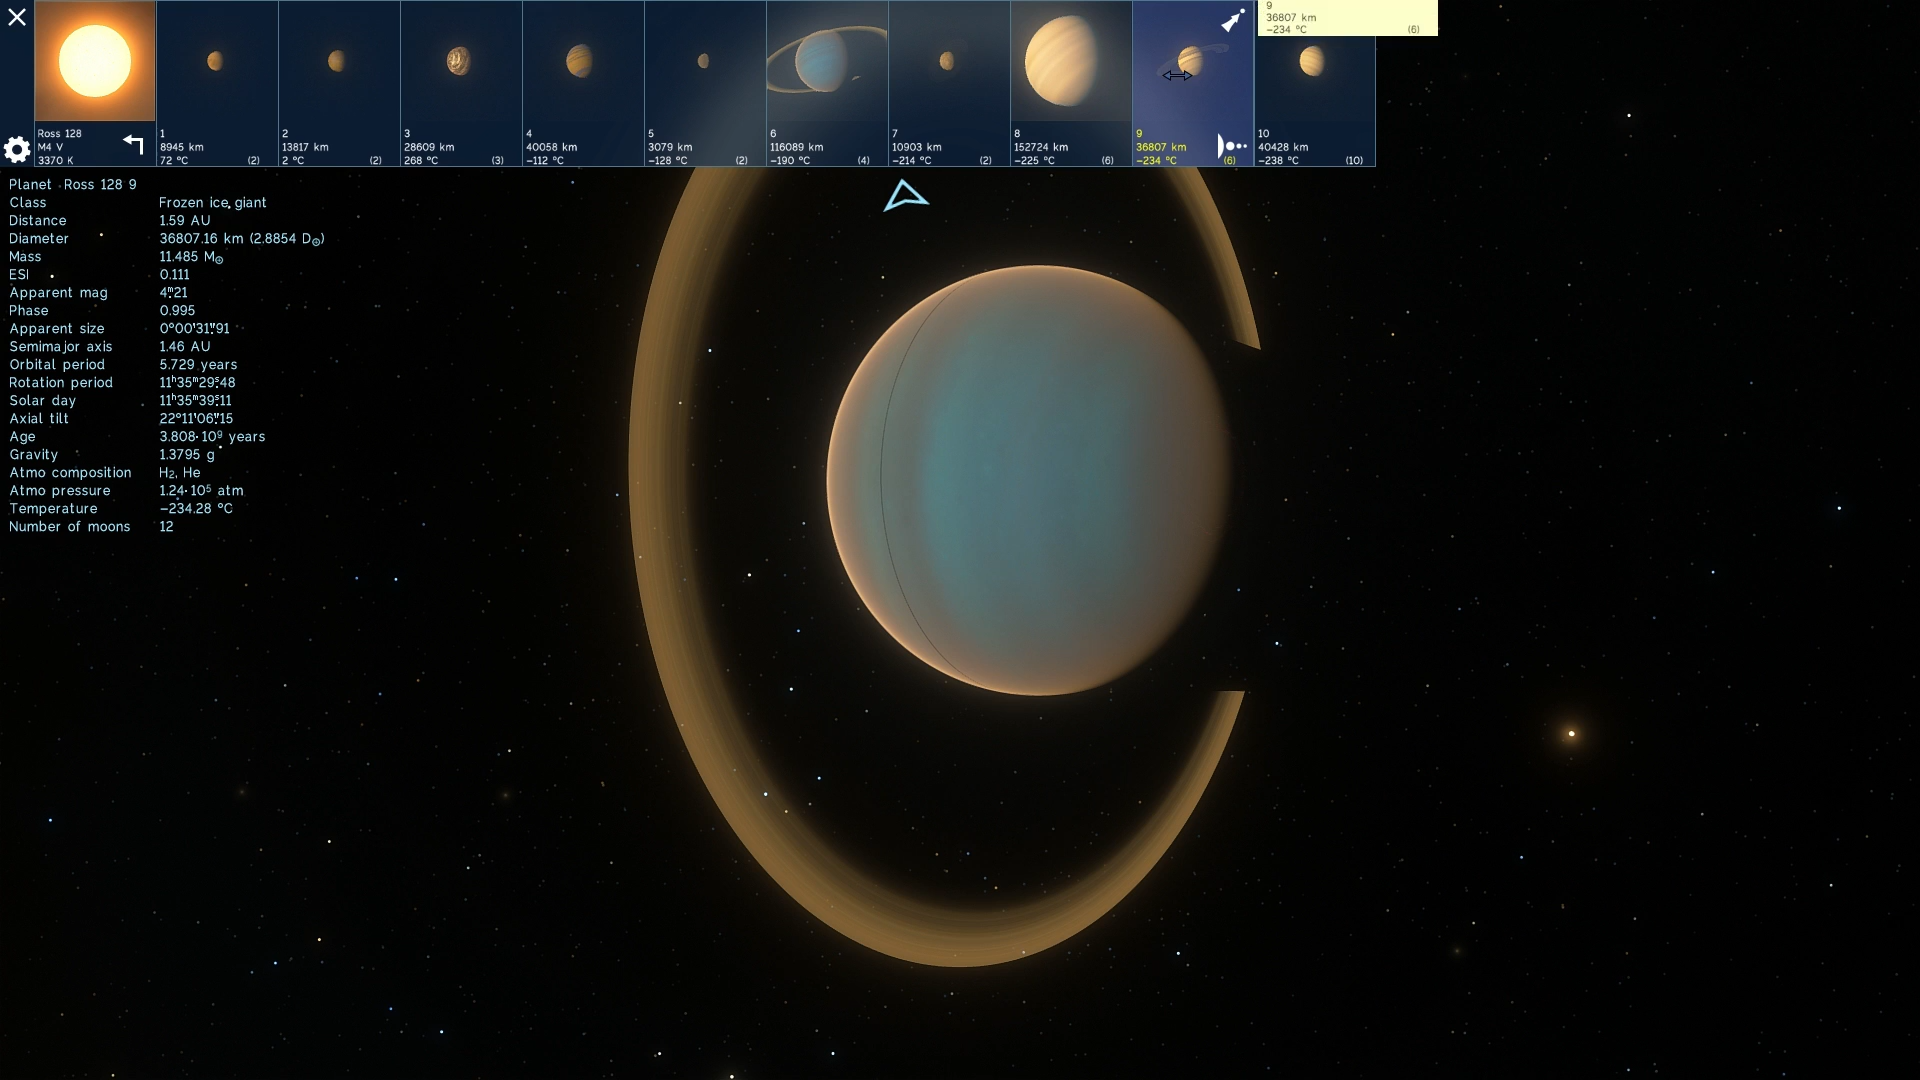 Ross 128
M4 V
3370 K
1
8945 km
72 °C (2)
2
13817 km
2 °C (2)
3
28609 km
268 °C (3)
4
40058 km
−112 °C
5
3079 km
−128 °C (2)
6
116089 km
−190 °C (4)
7
10903 km
−214 °C (2)
8
152724 km
−225 °C (6)
9
36807 km
−234 °C (6)
10
40428 km
−238 °C (10)
9
36807 km
−234 °C (6)
Planet Ross 128 9
Class Frozen ice giant
Distance 1.59 AU
Diameter 36807.16 km (2.8854 D⊕)
Mass 11.485 M⊕
ESI 0.111
Apparent mag 4ᵐ.21
Phase 0.995
Apparent size 0°00'31".91
Semimajor axis 1.46 AU
Orbital period 5.729 years
Rotation period 11ʰ35ᵐ29ˢ.48
Solar day 11ʰ35ᵐ39ˢ.11
Axial tilt 22°11'06".15
Age 3.808·10⁹ years
Gravity 1.3795 g
Atmo composition H₂, He
Atmo pressure 1.24·10⁵ atm
Temperature −234.28 °C
Number of moons 12